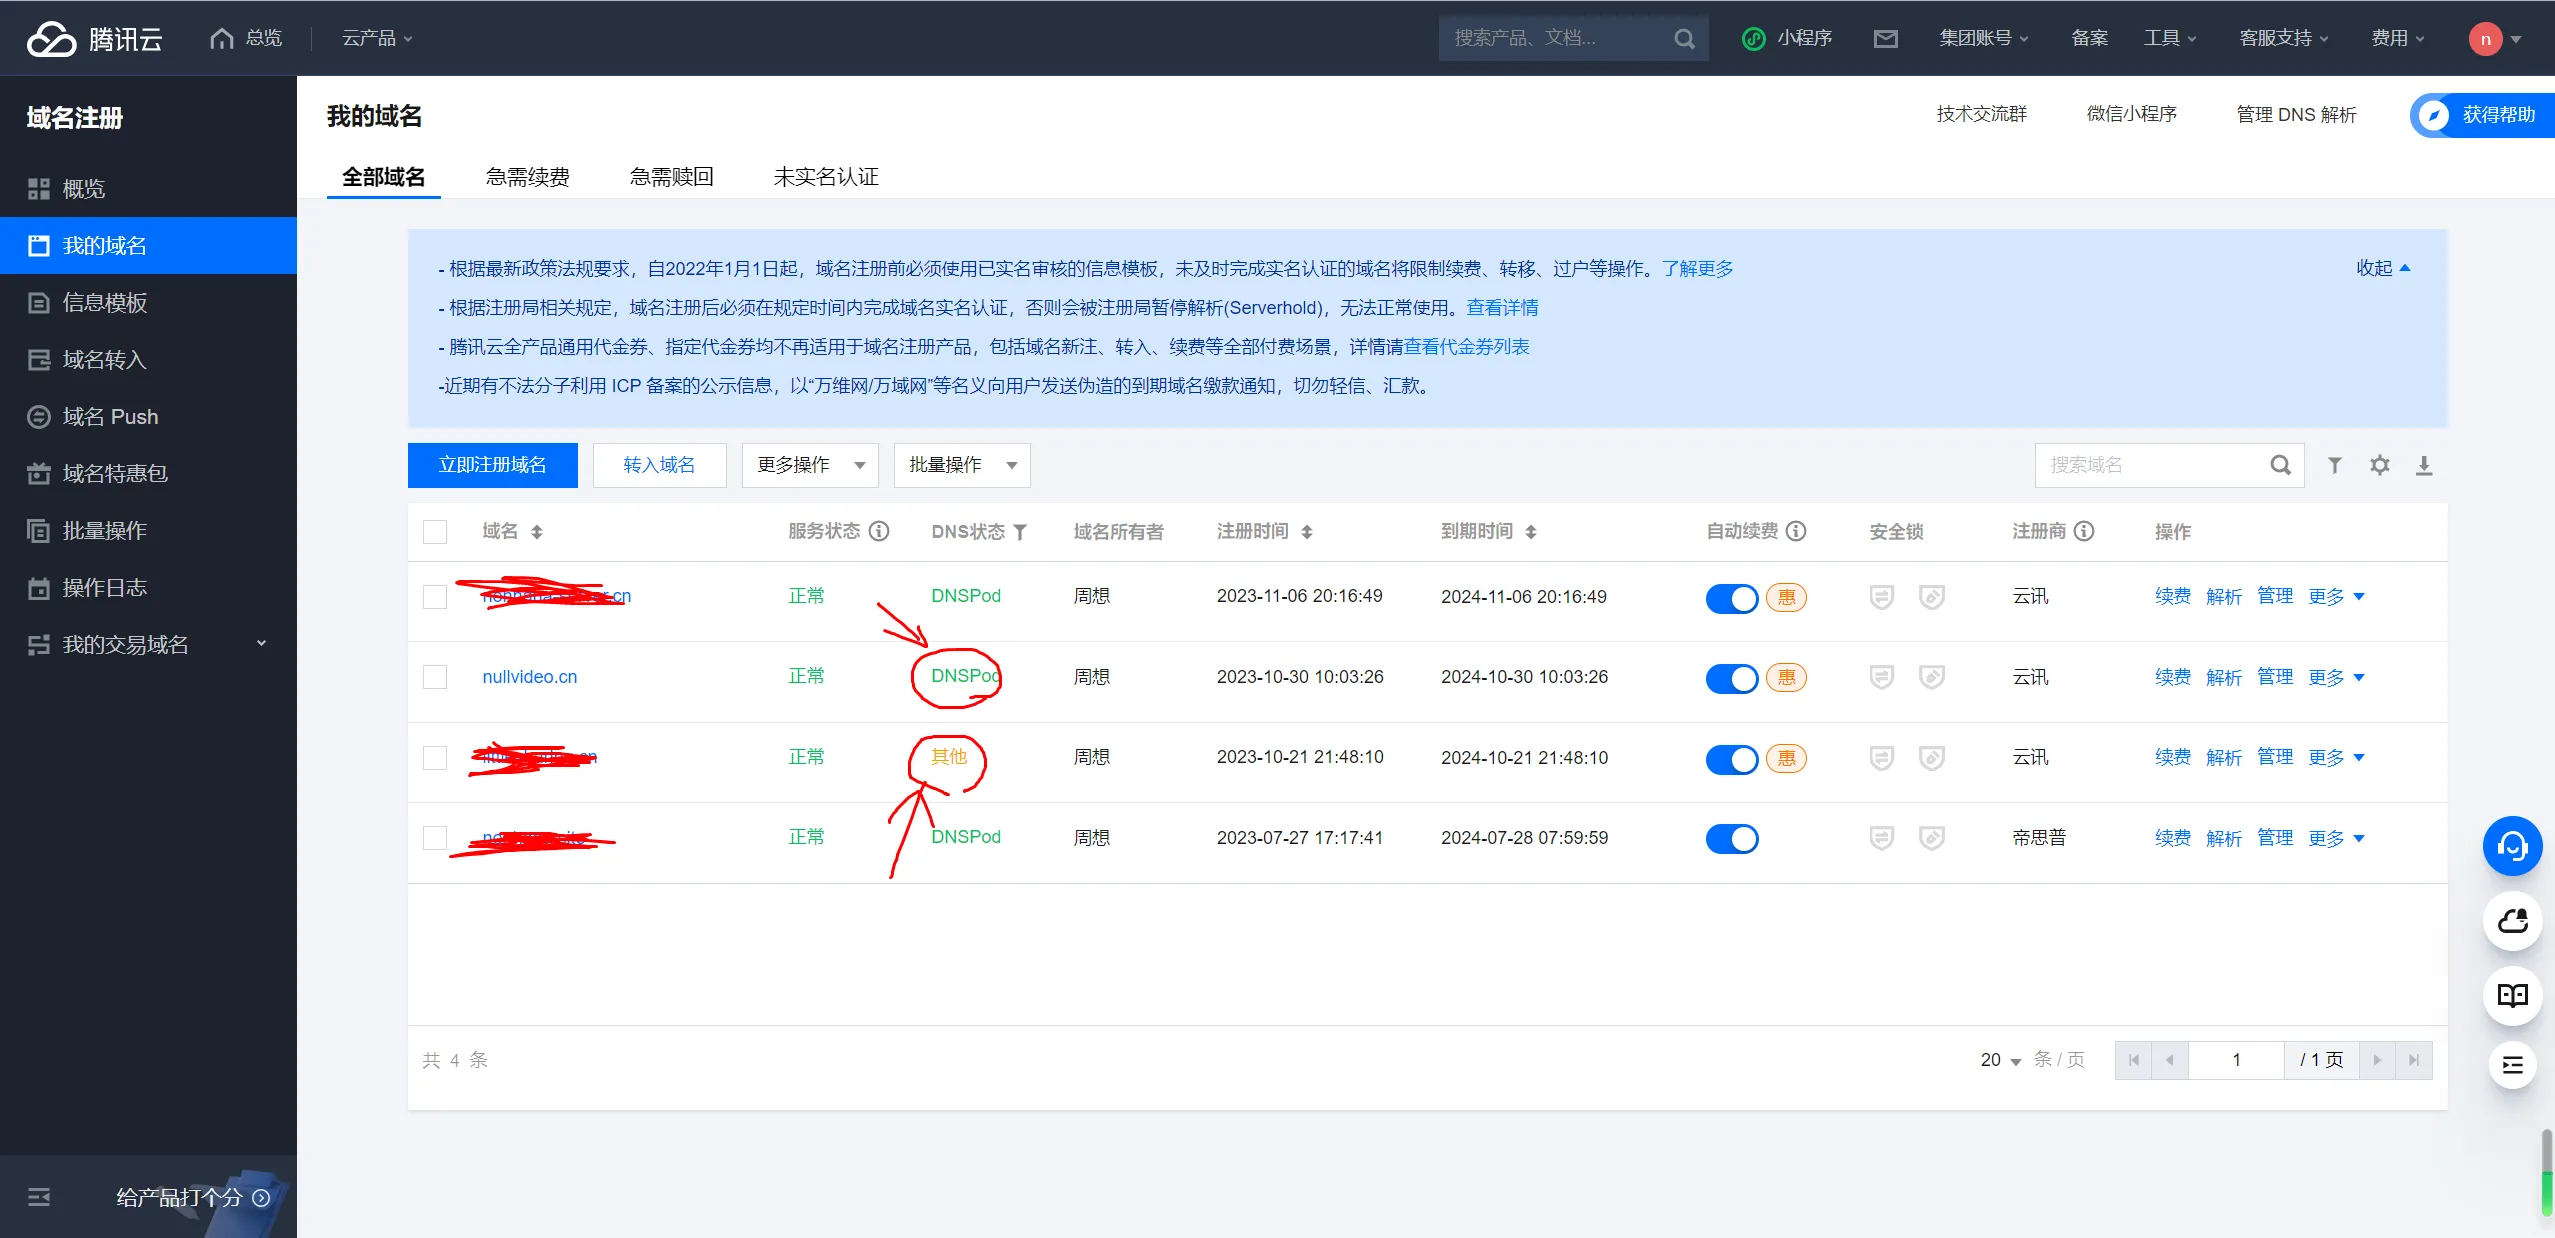 腾讯云 总览 云产品 搜索产品、文档... 小程序 集团账号 备案 工具 客服支持 费用 n
域名注册
概览
我的域名
信息模板
域名转入
域名 Push
域名特惠包
批量操作
操作日志
我的交易域名
给产品打个分
我的域名 技术交流群 微信小程序 管理 DNS 解析 获得帮助
全部域名 急需续费 急需赎回 未实名认证
- 根据最新政策法规要求，自2022年1月1日起，域名注册前必须使用已实名审核的信息模板，未及时完成实名认证的域名将限制续费、转移、过户等操作。了解更多 收起
- 根据注册局相关规定，域名注册后必须在规定时间内完成域名实名认证，否则会被注册局暂停解析(Serverhold)，无法正常使用。查看详情
- 腾讯云全产品通用代金券、指定代金券均不再适用于域名注册产品，包括域名新注、转入、续费等全部付费场景，详情请查看代金券列表
-近期有不法分子利用 ICP 备案的公示信息，以“万维网/万域网”等名义向用户发送伪造的到期域名缴款通知，切勿轻信、汇款。
立即注册域名 转入域名 更多操作 批量操作 搜索域名
域名 服务状态 DNS状态 域名所有者 注册时间 到期时间 自动续费 安全锁 注册商 操作
.cn 正常 DNSPod 周想 2023-11-06 20:16:49 2024-11-06 20:16:49 惠 云讯 续费 解析 管理 更多
nullvideo.cn 正常 DNSPod 周想 2023-10-30 10:03:26 2024-10-30 10:03:26 惠 云讯 续费 解析 管理 更多
正常 其他 周想 2023-10-21 21:48:10 2024-10-21 21:48:10 惠 云讯 续费 解析 管理 更多
正常 DNSPod 周想 2023-07-27 17:17:41 2024-07-28 07:59:59 帝思普 续费 解析 管理 更多
共 4 条 20 条 / 页 1 / 1 页